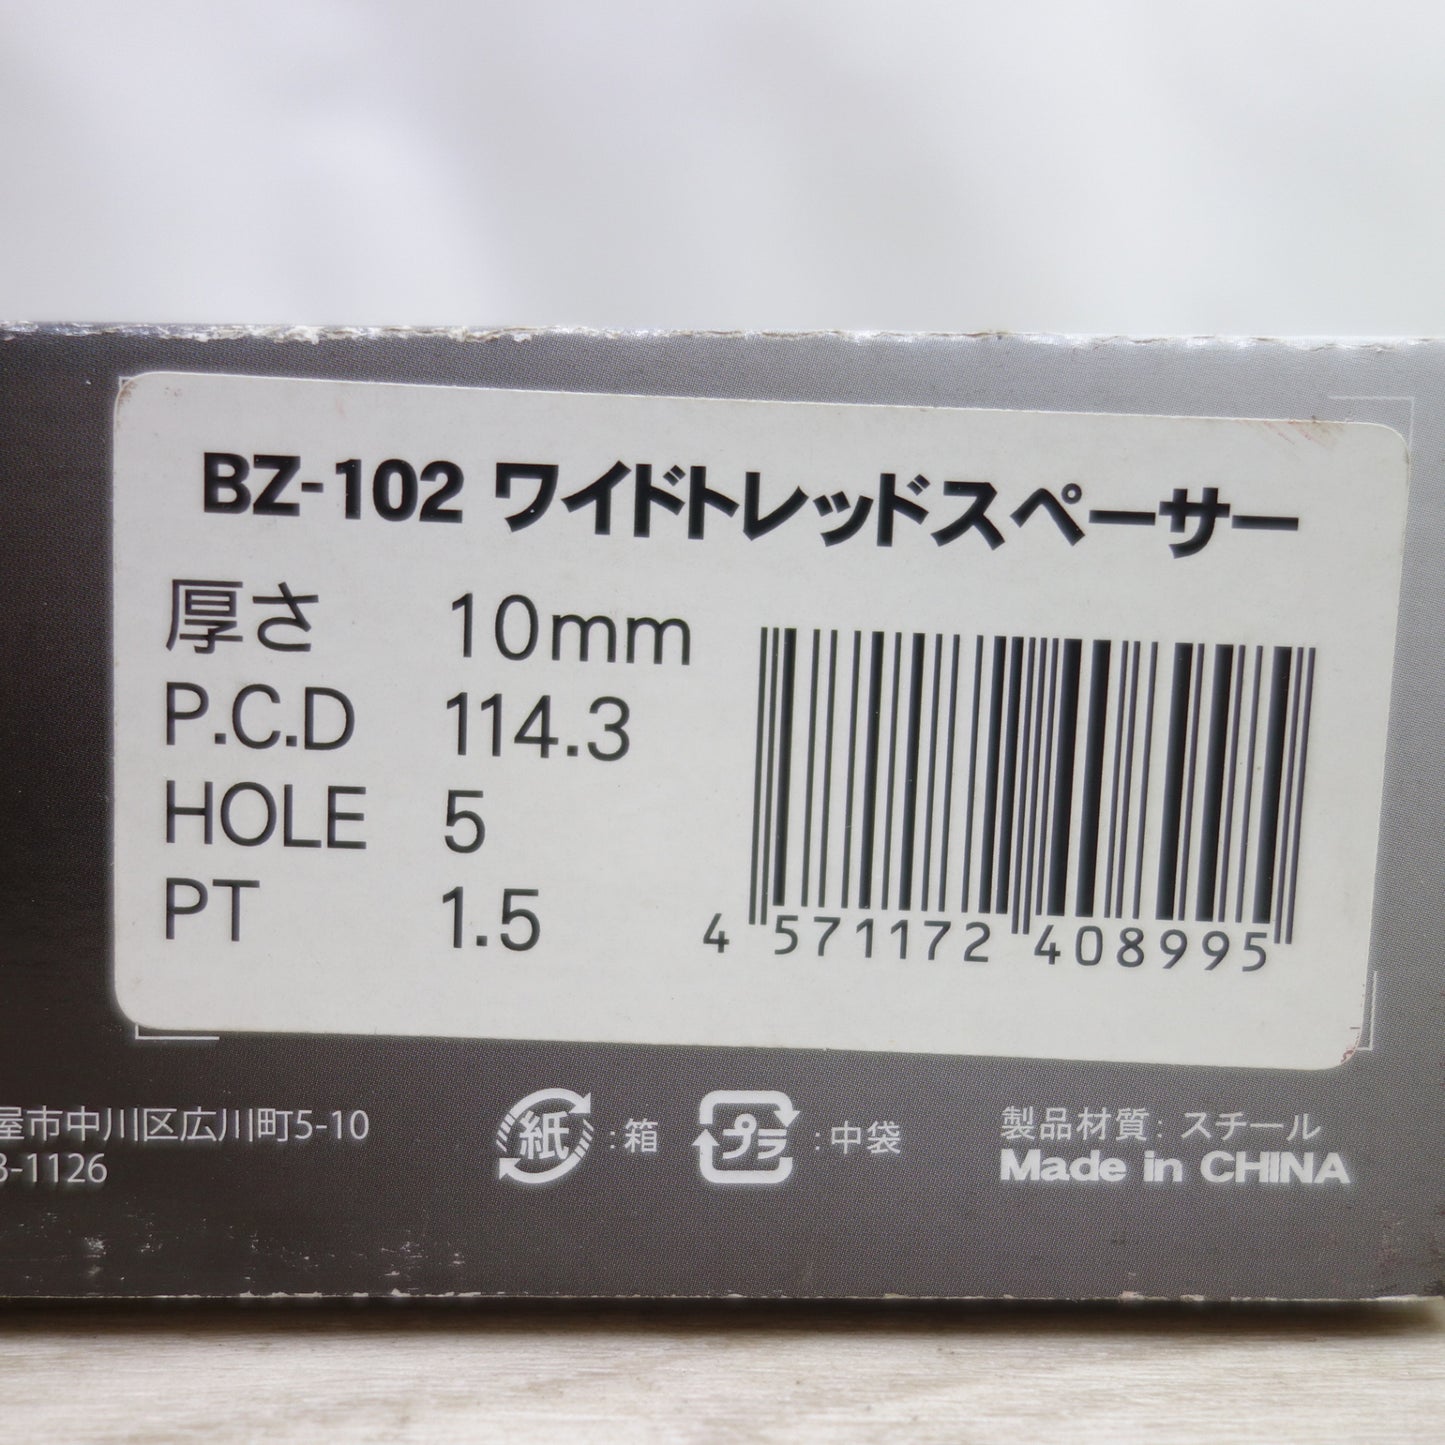 BZ-102 ワイドトレッドスペーサー
厚さ 10mm
P.C.D 114.3
HOLE 5
PT 1.5
4 571172 408995
屋市中川区広川町5-10
3-1126
紙 :箱
プラ :中袋
製品材質: スチール
Made in CHINA